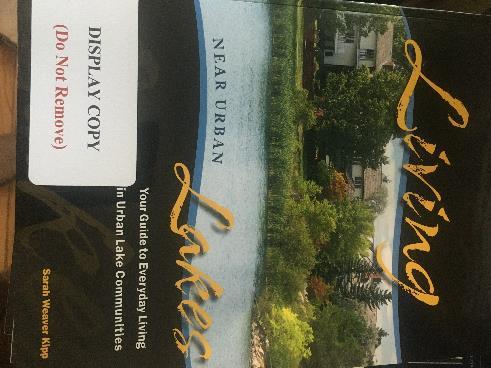 Living
NEAR URBAN
Lakes
Your Guide to Everyday Living
in Urban Lake Communities
Sarah Weaver Kipp
DISPLAY COPY
(Do Not Remove)